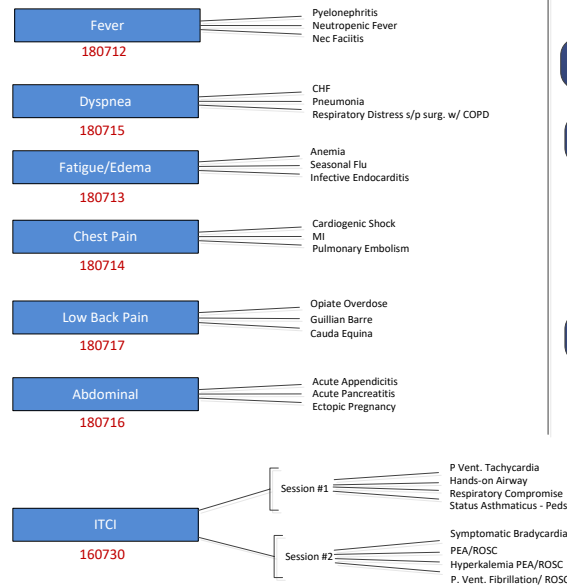 Fever
180712
Pyelonephritis
Neutropenic Fever
Nec Faciitis
Dyspnea
180715
CHF
Pneumonia
Respiratory Distress s/p surg. w/ COPD
Fatigue/Edema
180713
Anemia
Seasonal Flu
Infective Endocarditis
Chest Pain
180714
Cardiogenic Shock
MI
Pulmonary Embolism
Low Back Pain
180717
Opiate Overdose
Guillian Barre
Cauda Equina
Abdominal
180716
Acute Appendicitis
Acute Pancreatitis
Ectopic Pregnancy
ITCI
160730
Session #1
P Vent. Tachycardia
Hands-on Airway
Respiratory Compromise
Status Asthmaticus - Peds
Session #2
Symptomatic Bradycardia
PEA/ROSC
Hyperkalemia PEA/ROSC
P. Vent. Fibrillation/ ROSC